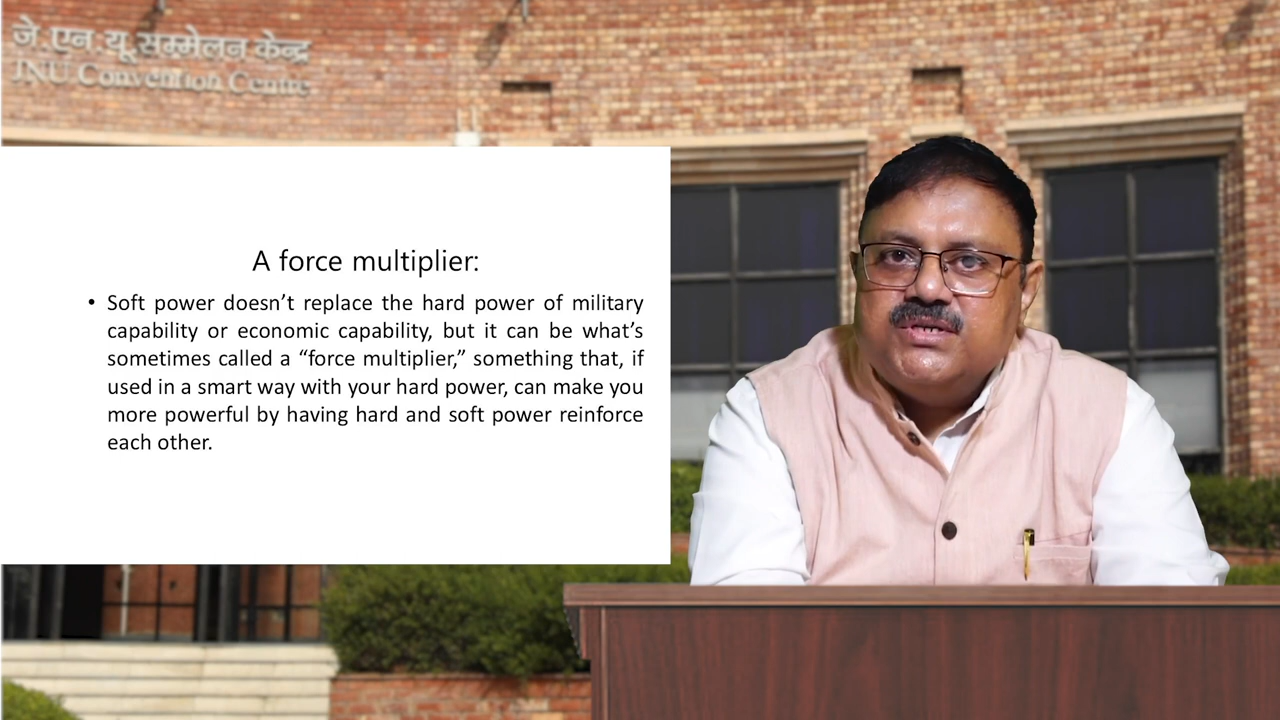 जे.एन.यू.सम्मेलन केन्द्र
JNU Convention Centre
A force multiplier:
• Soft power doesn’t replace the hard power of military
capability or economic capability, but it can be what’s
sometimes called a “force multiplier,” something that, if
used in a smart way with your hard power, can make you
more powerful by having hard and soft power reinforce
each other.